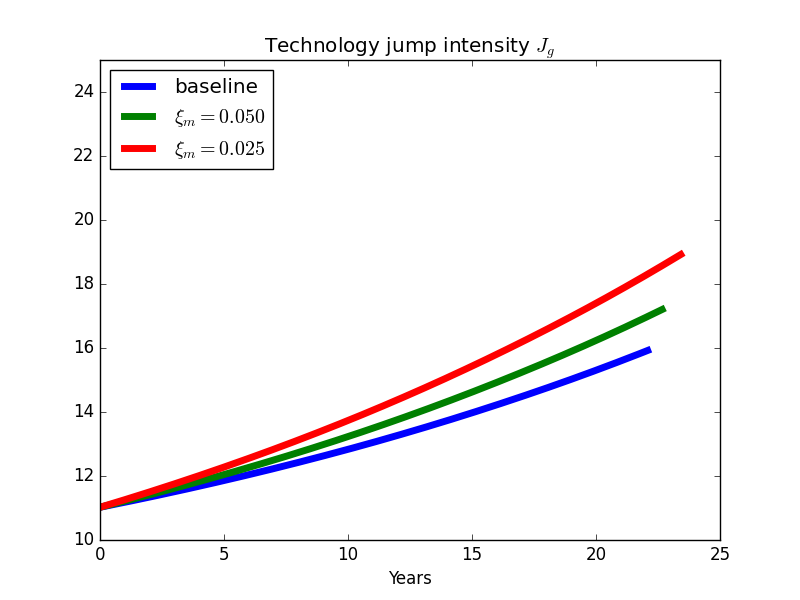 Technology jump intensity $J_g$
baseline
$\xi_m = 0.050$
$\xi_m = 0.025$
24
22
20
18
16
14
12
10
0 5 10 15 20 25
Years